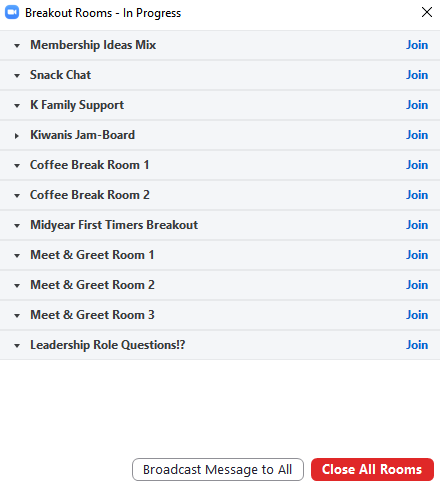 Breakout Rooms - In Progress
Membership Ideas Mix Join
Snack Chat Join
K Family Support Join
Kiwanis Jam-Board Join
Coffee Break Room 1 Join
Coffee Break Room 2 Join
Midyear First Timers Breakout Join
Meet & Greet Room 1 Join
Meet & Greet Room 2 Join
Meet & Greet Room 3 Join
Leadership Role Questions!? Join
Broadcast Message to All Close All Rooms